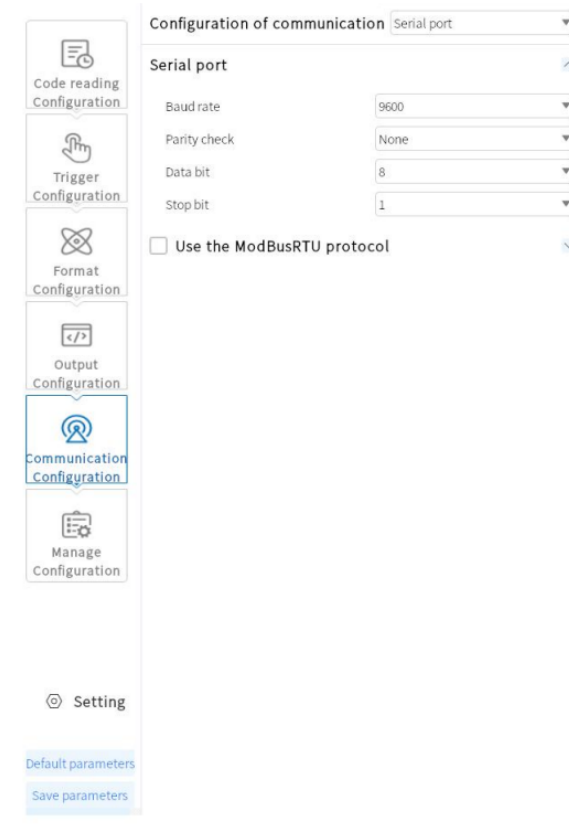 Configuration of communication Serial port
Serial port
Baud rate 9600
Parity check None
Data bit 8
Stop bit 1
Use the ModBusRTU protocol
Code reading
Configuration
Trigger
Configuration
Format
Configuration
</>
Output
Configuration
Communication
Configuration
Manage
Configuration
Setting
Default parameters
Save parameters